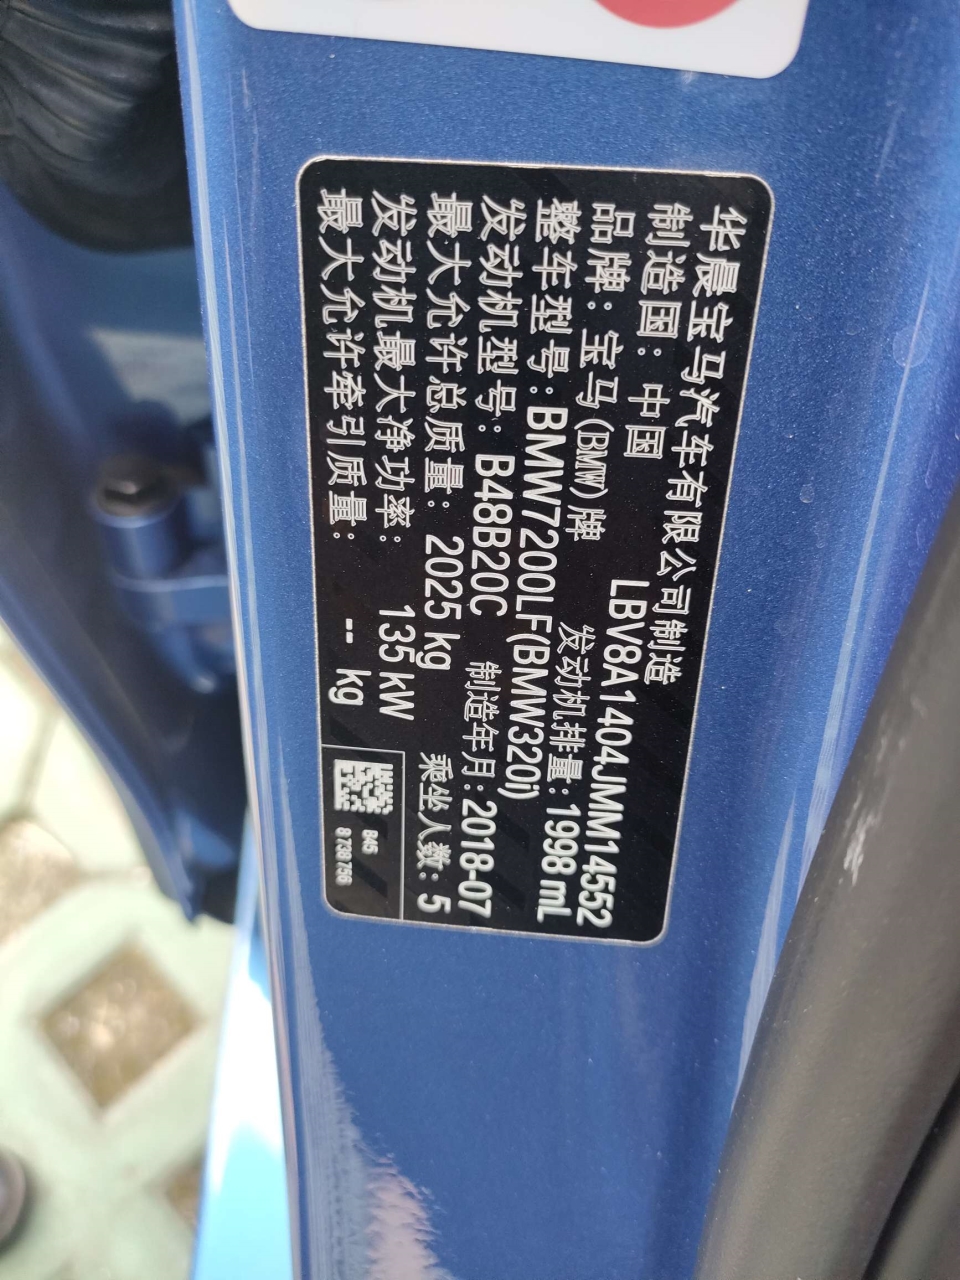 华晨宝马汽车有限公司制造
制造国：中国 LBV8A1404JMM14552
品牌：宝马(BMW)牌 发动机排量：1998 mL
整车型号：BMW7200LF(BMW320i)
发动机型号：B48B20C 制造年月：2018-07
最大允许总质量：2025 kg 乘坐人数：5
发动机最大净功率：135 kW
最大允许牵引质量：-- kg
845
8738756